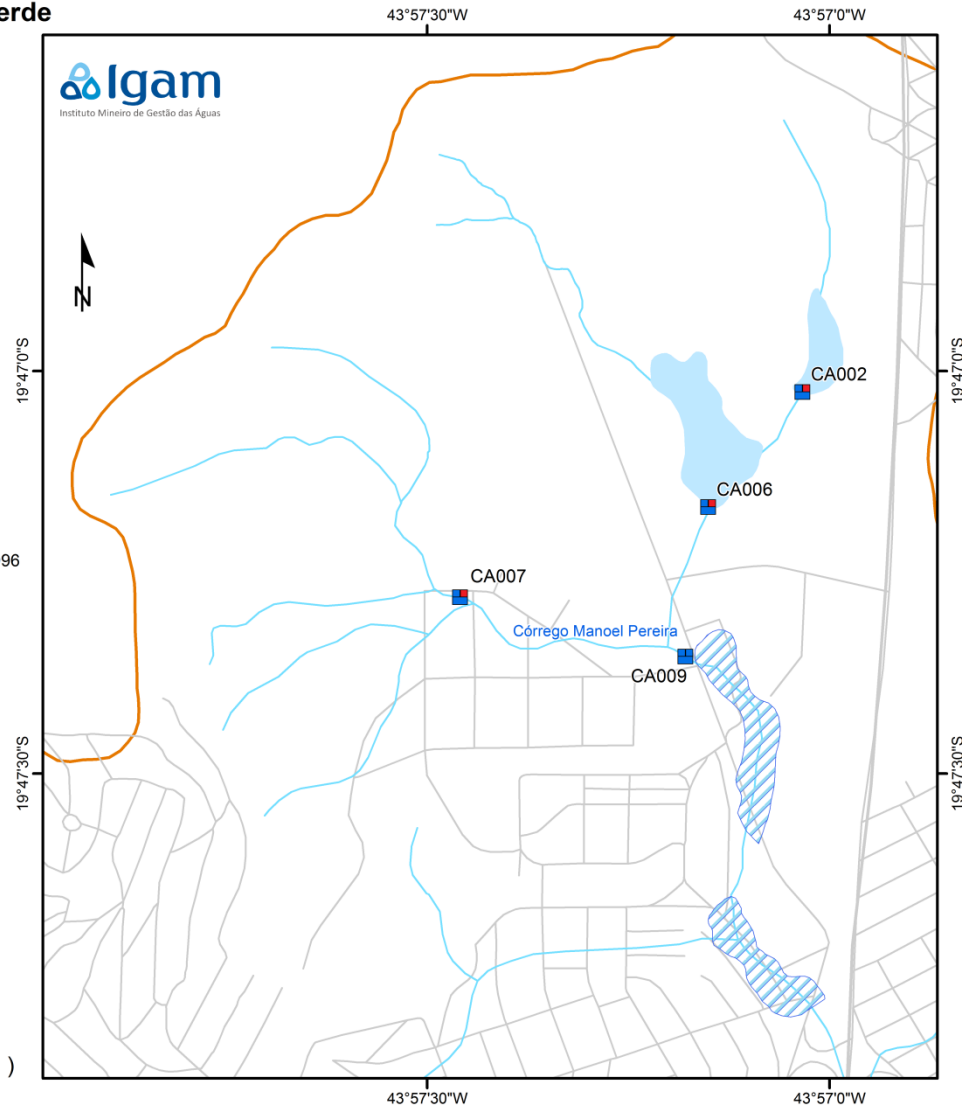 erde
43°57'30"W
43°57'0"W
Igam
Instituto Mineiro de Gestão das Águas
N
19°47'0"S
19°47'0"S
CA002
CA006
96
CA007
Córrego Manoel Pereira
CA009
19°47'30"S
19°47'30"S
)
43°57'30"W
43°57'0"W